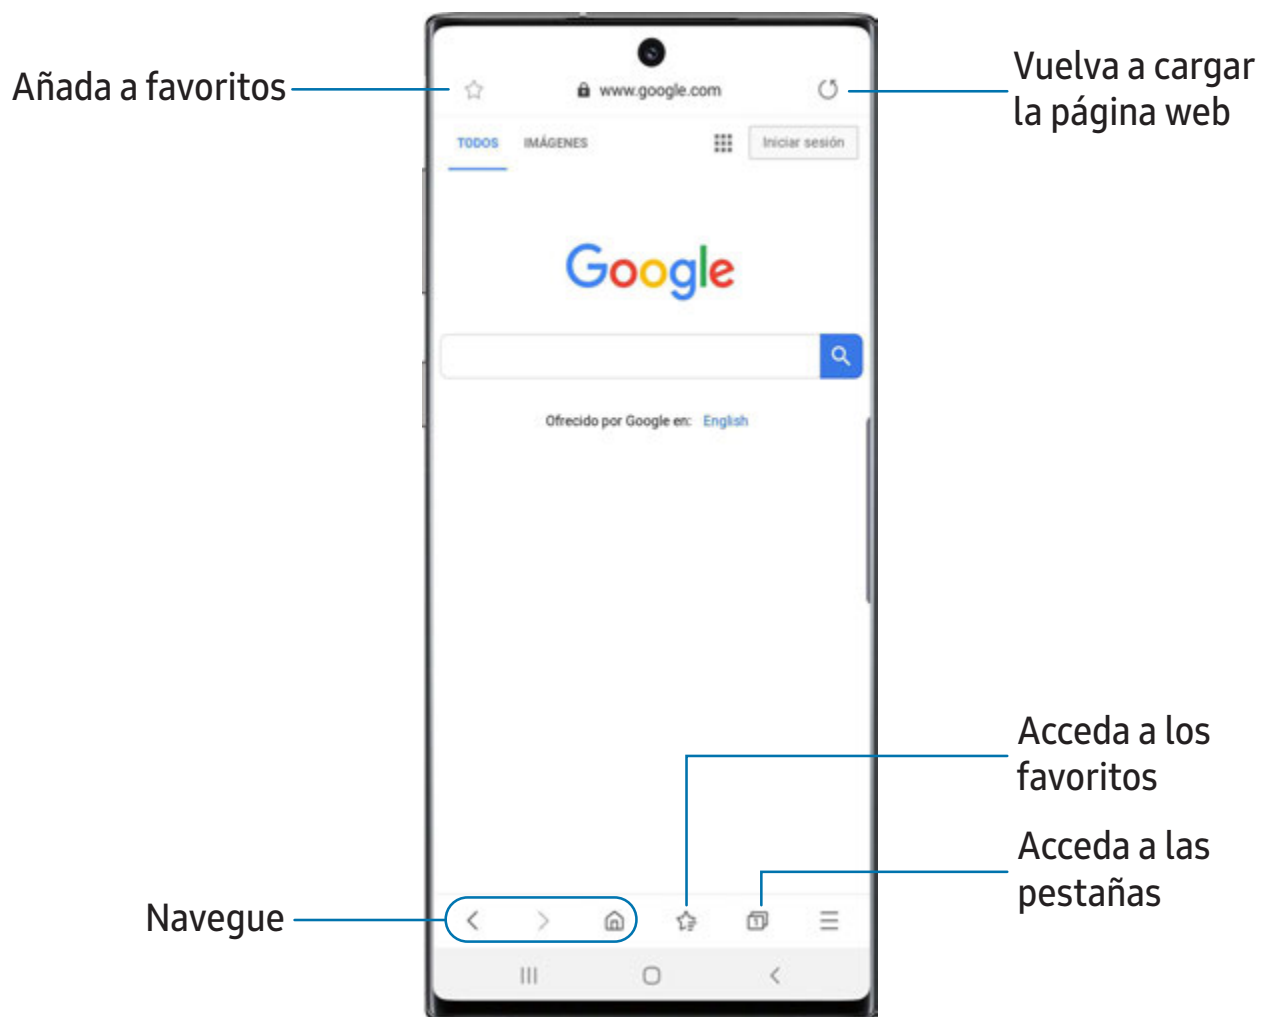 Añada a favoritos
www.google.com
Vuelva a cargar
la página web
TODOS IMÁGENES Iniciar sesión
Google
Ofrecido por Google en: English
Acceda a los
favoritos
Acceda a las
pestañas
Navegue
1